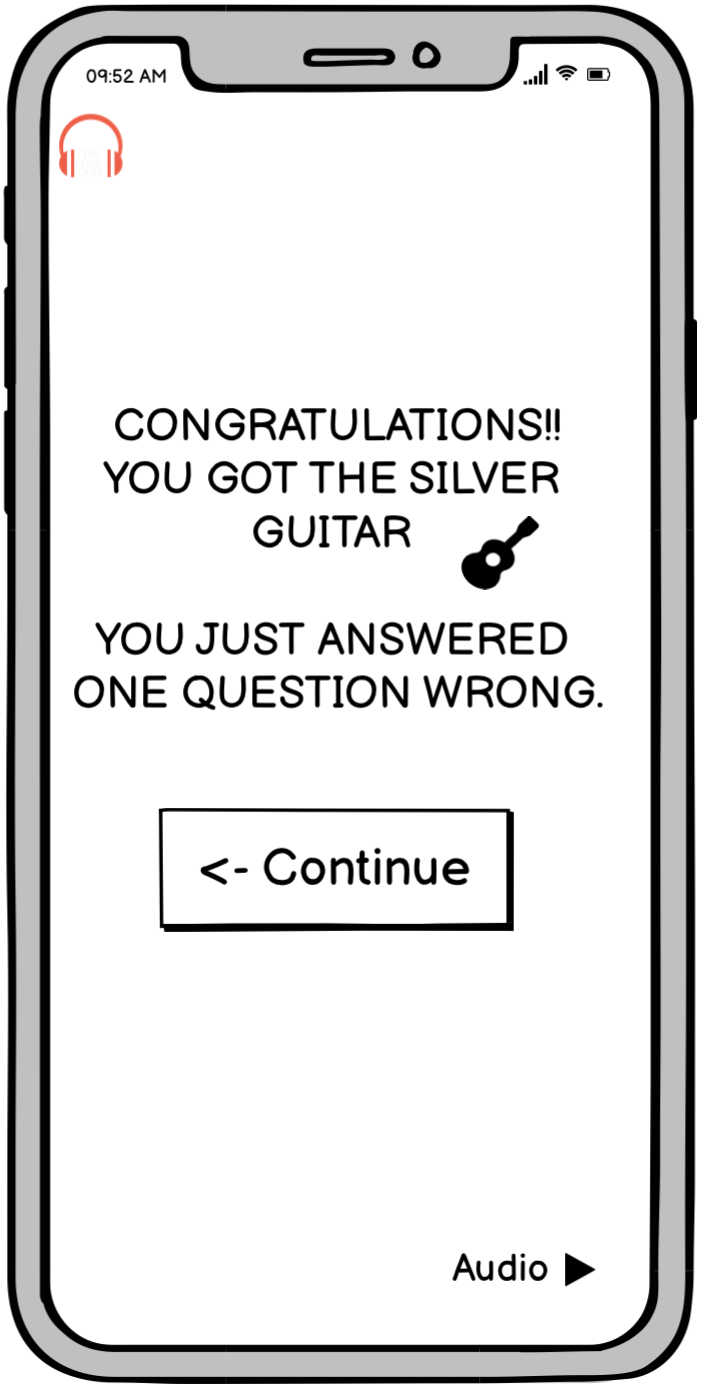 09:52 AM
CONGRATULATIONS!!
YOU GOT THE SILVER
GUITAR
YOU JUST ANSWERED
ONE QUESTION WRONG.
<- Continue
Audio